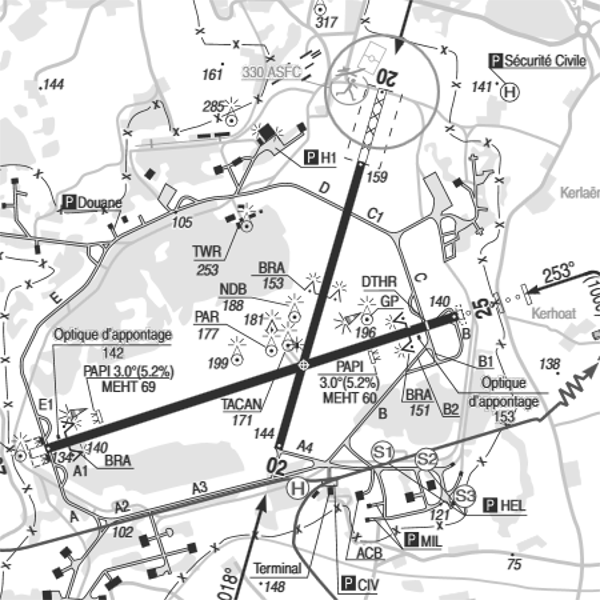 317
20
330 ASFC
161
144
285
P Sécurité Civile
141
H
P H1
159
Kerlaër
P Douane
D
C1
105
TWR
253
BRA
153
C
DTHR
GP
140
25
253°
(100
Kerhoat
NDB
188
E
PAR
177
181
196
Optique d'appontage
142
199
PAPI 3.0°(5.2%)
MEHT 69
PAPI
3.0°(5.2%)
MEHT 60
B
B1
138
Optique
d'appontage
153
BRA
151
B2
B
TACAN
171
E1
144
02
A4
140
134
A1
BRA
S1
S2
S3
H
A3
A2
A
102
121
P HEL
P MIL
ACB
75
Terminal
148
P CIV
018°